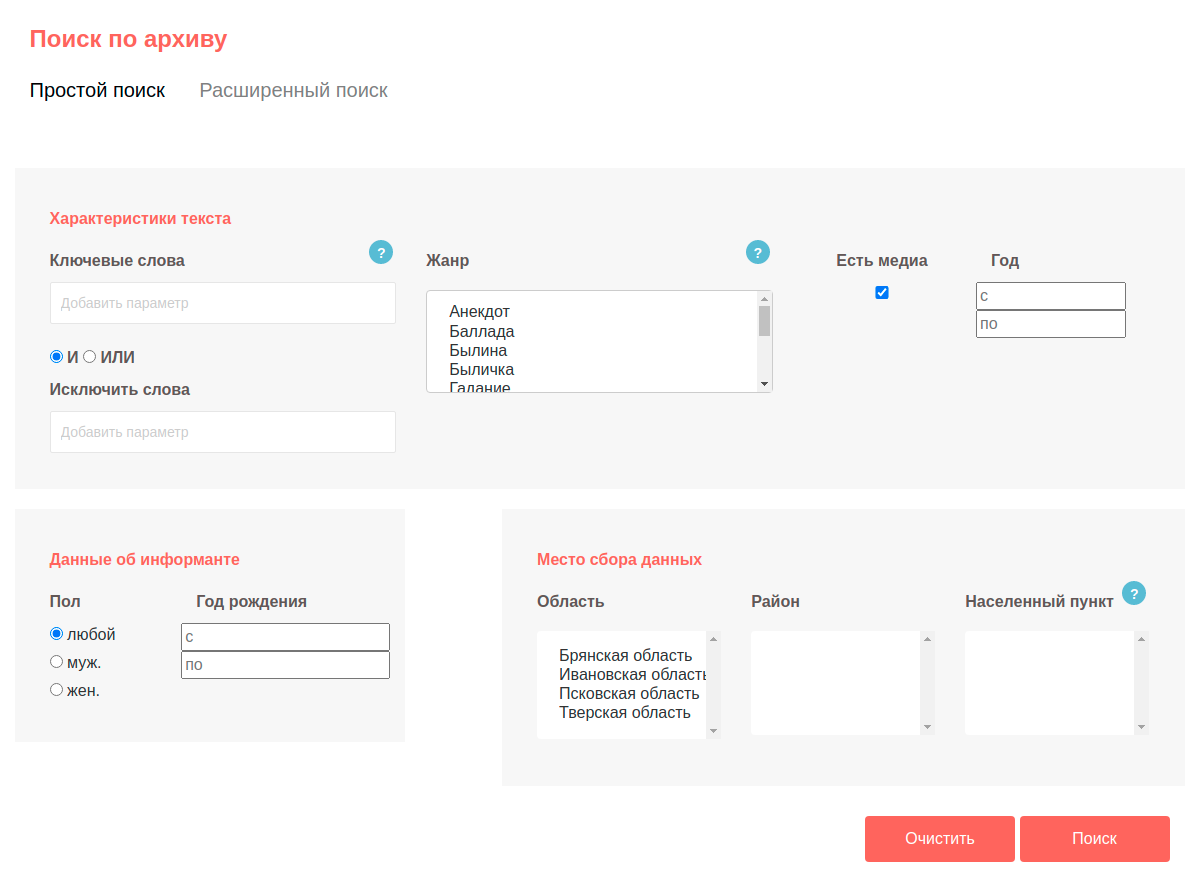 Поиск по архиву
Простой поиск Расширенный поиск
Характеристики текста
Ключевые слова ?
Добавить параметр
И ИЛИ
Исключить слова
Добавить параметр
Жанр ?
Анекдот
Баллада
Былина
Быличка
Гадание
Есть медиа
Год
с
по
Данные об информанте
Пол
любой
муж.
жен.
Год рождения
с
по
Место сбора данных
Область
Брянская область
Ивановская область
Псковская область
Тверская область
Район
Населенный пункт ?
Очистить Поиск